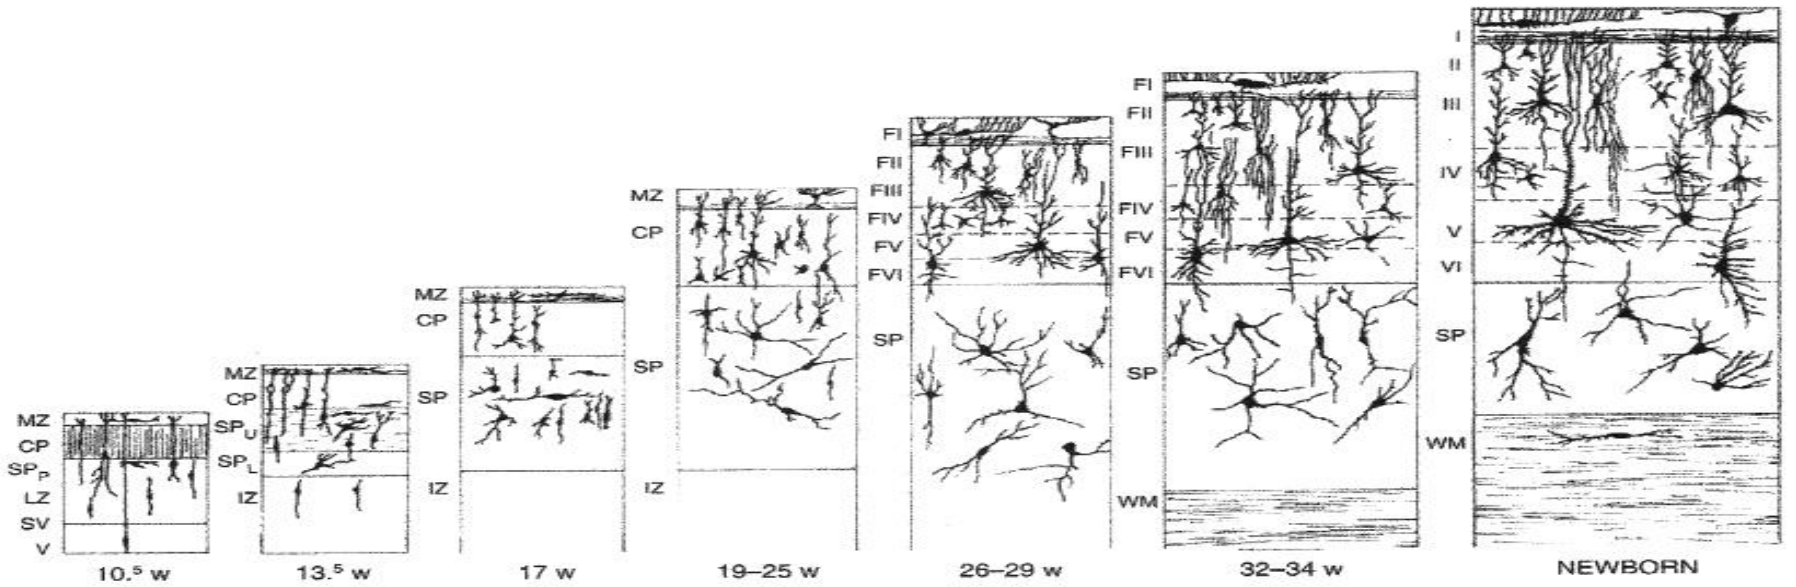 MZ
CP
SPP
LZ
SV
V
10.5 w
MZ
CP
SPU
SPL
IZ
13.5 w
MZ
CP
SP
IZ
17 w
MZ
CP
SP
IZ
19–25 w
FI
FII
FIII
FIV
FV
FVI
SP
26–29 w
FI
FII
FIII
FIV
FV
FVI
SP
WM
32–34 w
I
II
III
IV
V
VI
SP
WM
NEWBORN